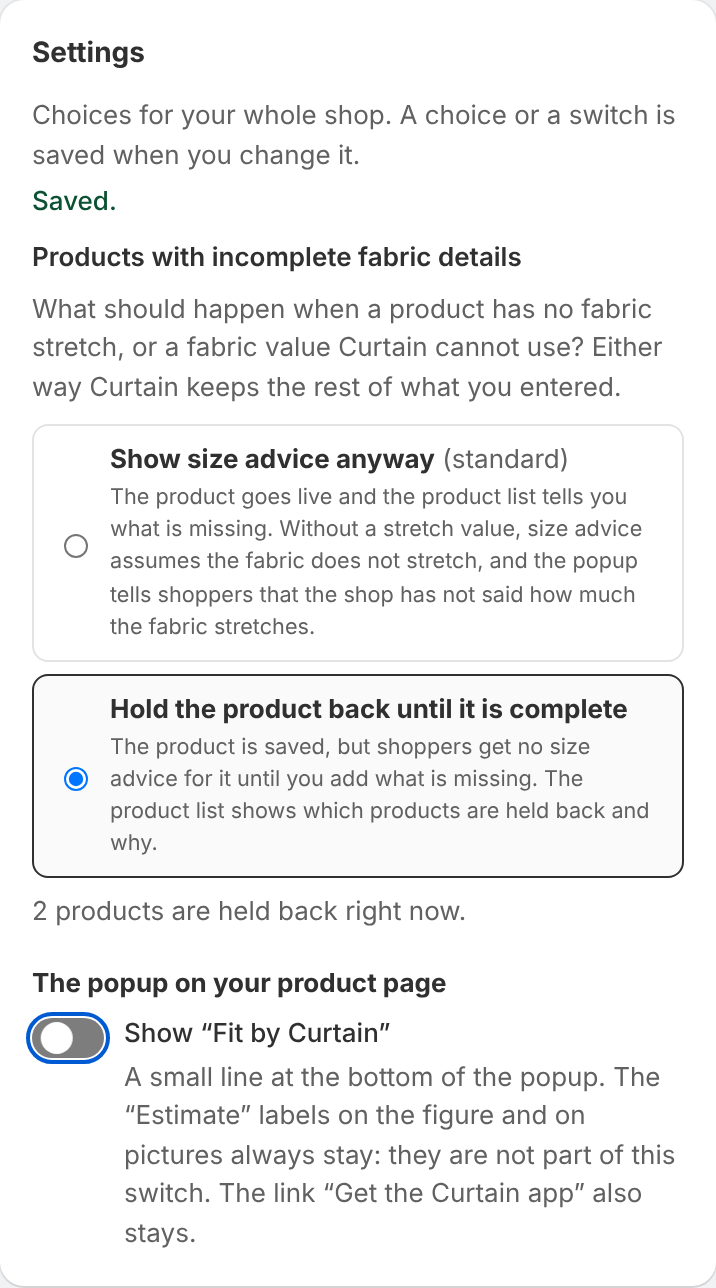 Settings
Choices for your whole shop. A choice or a switch is
saved when you change it.
Saved.
Products with incomplete fabric details
What should happen when a product has no fabric
stretch, or a fabric value Curtain cannot use? Either
way Curtain keeps the rest of what you entered.
Show size advice anyway (standard)
The product goes live and the product list tells you
what is missing. Without a stretch value, size advice
assumes the fabric does not stretch, and the popup
tells shoppers that the shop has not said how much
the fabric stretches.
Hold the product back until it is complete
The product is saved, but shoppers get no size
advice for it until you add what is missing. The
product list shows which products are held back and
why.
2 products are held back right now.
The popup on your product page
Show “Fit by Curtain”
A small line at the bottom of the popup. The
“Estimate” labels on the figure and on
pictures always stay: they are not part of this
switch. The link “Get the Curtain app” also
stays.